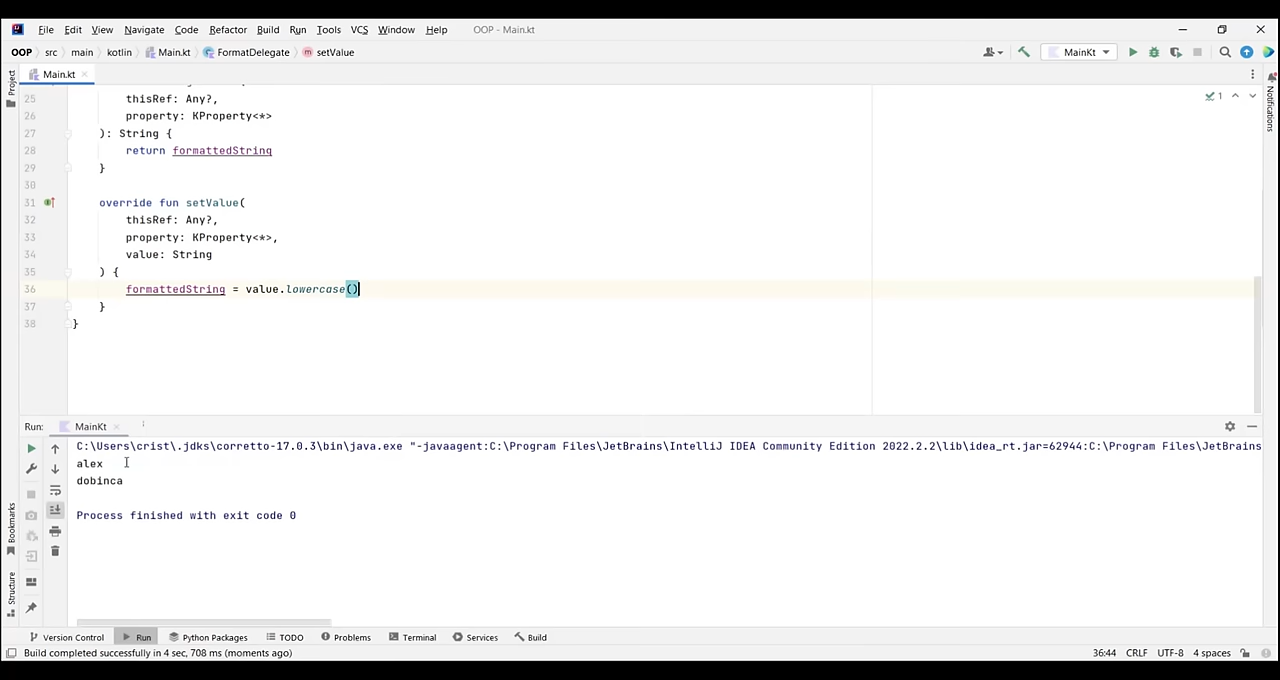 File Edit View Navigate Code Refactor Build Run Tools VCS Window Help OOP - Main.kt
OOP src main kotlin Main.kt FormatDelegate setValue MainKt
Main.kt
Project
Notifications
1
25 thisRef: Any?,
26 property: KProperty<*>
27 ): String {
28 return formattedString
29 }
30
31 override fun setValue(
32 thisRef: Any?,
33 property: KProperty<*>,
34 value: String
35 ) {
36 formattedString = value.lowercase()
37 }
38 }
Run: MainKt
C:\Users\crist\.jdks\corretto-17.0.3\bin\java.exe "-javaagent:C:\Program Files\JetBrains\IntelliJ IDEA Community Edition 2022.2.2\lib\idea_rt.jar=62944:C:\Program Files\JetBrains
alex
dobinca
Process finished with exit code 0
Bookmarks
Structure
Version Control Run Python Packages TODO Problems Terminal Services Build
Build completed successfully in 4 sec, 708 ms (moments ago) 36:44 CRLF UTF-8 4 spaces